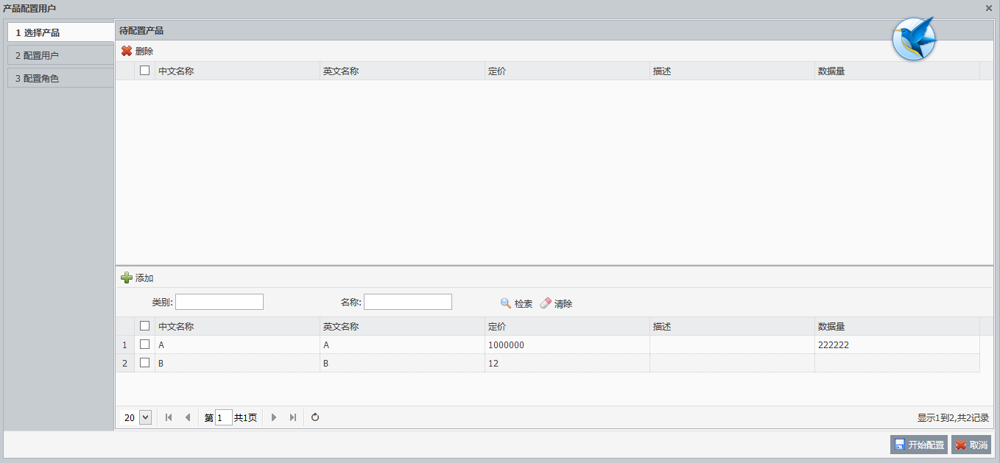 产品配置用户
1 选择产品
2 配置用户
3 配置角色
待配置产品
删除
中文名称 英文名称 定价 描述 数据量
添加
类别: 名称: 检索 清除
中文名称 英文名称 定价 描述 数据量
1 A A 1000000 222222
2 B B 12
20 第 1 共1页 显示1到2,共2记录
开始配置 取消